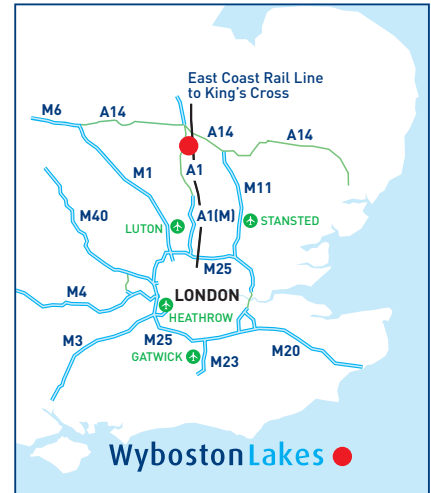 East Coast Rail Line
to King's Cross
M6
A14
A14
A14
M1
A1
M11
M40
A1(M)
LUTON
STANSTED
M25
M4
LONDON
HEATHROW
M3
M25
M20
GATWICK
M23
WybostonLakes